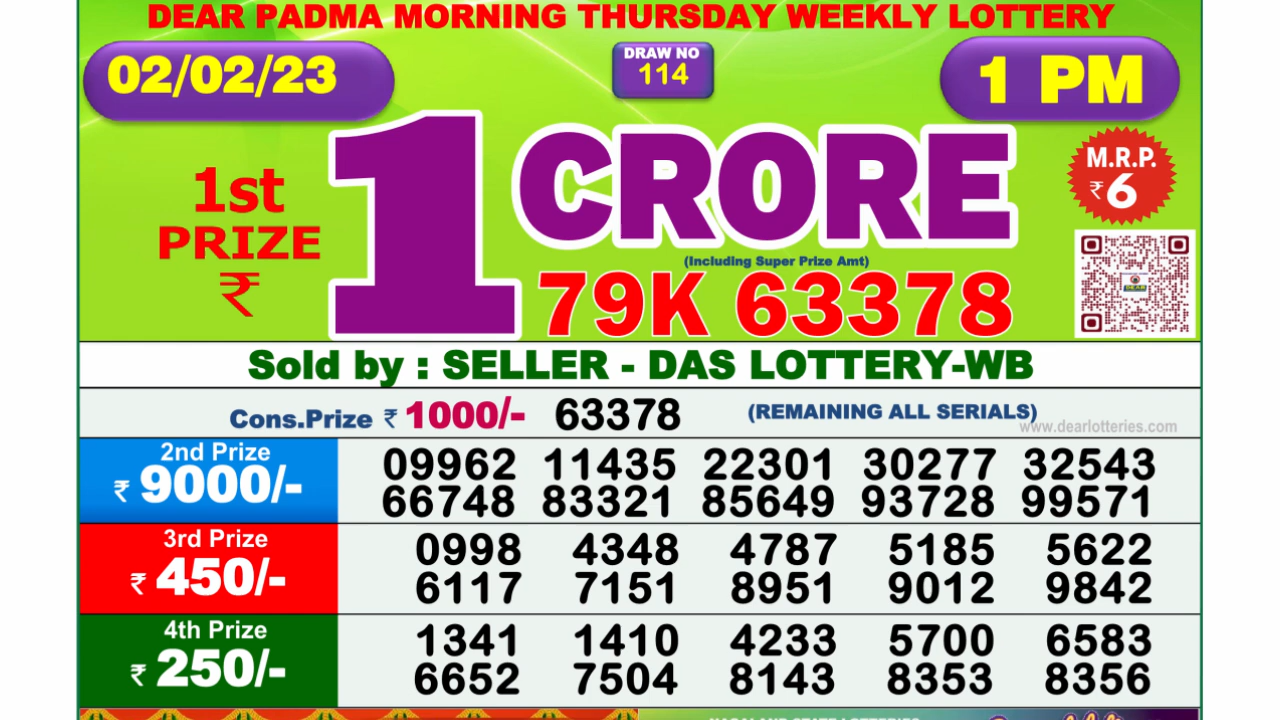 DEAR PADMA MORNING THURSDAY WEEKLY LOTTERY
02/02/23
DRAW NO
114
1 PM
1st
PRIZE
₹
1 CRORE
M.R.P.
₹6
(Including Super Prize Amt)
79K 63378
Sold by : SELLER - DAS LOTTERY-WB
Cons.Prize ₹ 1000/- 63378 (REMAINING ALL SERIALS)
www.dearlotteries.com
2nd Prize
₹ 9000/-
09962 11435 22301 30277 32543
66748 83321 85649 93728 99571
3rd Prize
₹ 450/-
0998 4348 4787 5185 5622
6117 7151 8951 9012 9842
4th Prize
₹ 250/-
1341 1410 4233 5700 6583
6652 7504 8143 8353 8356